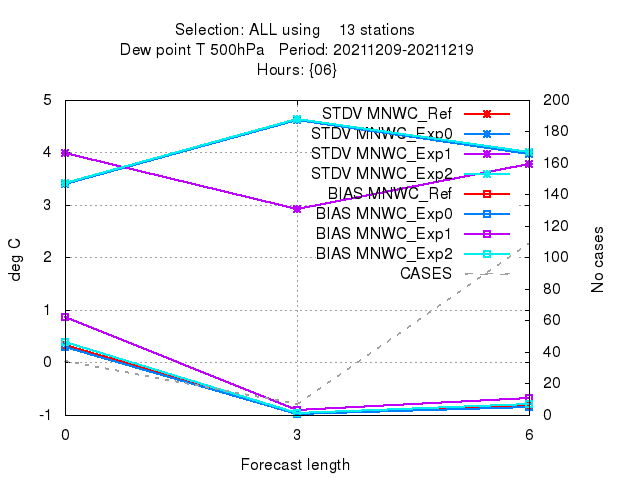 Selection: ALL using    13 stations
Dew point T 500hPa   Period: 20211209-20211219
Hours: {06}
5
4
3
2
1
0
-1
deg C
200
180
160
140
120
100
80
60
40
20
0
No cases
STDV MNWC_Ref
STDV MNWC_Exp0
STDV MNWC_Exp1
STDV MNWC_Exp2
BIAS MNWC_Ref
BIAS MNWC_Exp0
BIAS MNWC_Exp1
BIAS MNWC_Exp2
CASES
0 3 6
Forecast length